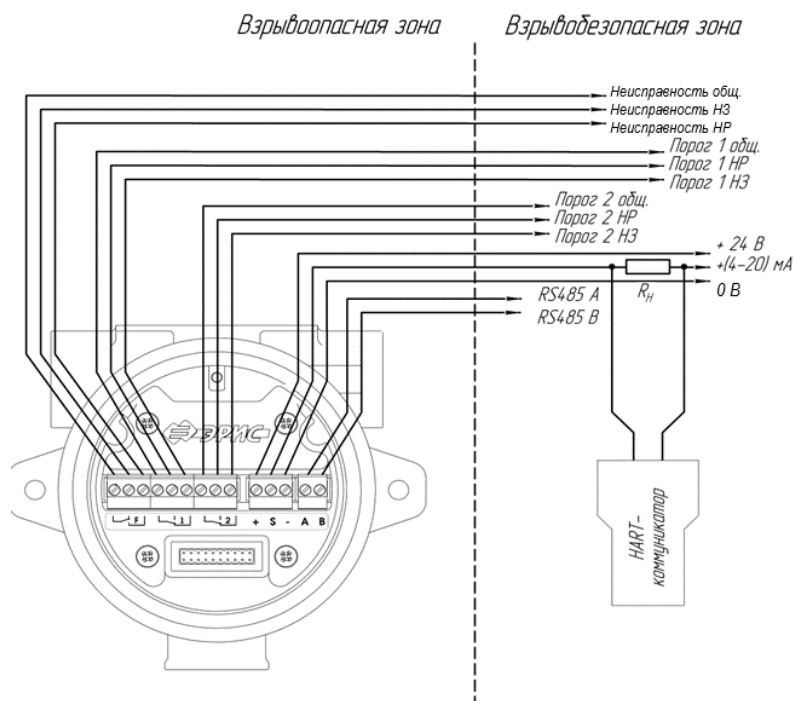 Взрывоопасная зона
Взрывобезопасная зона
Неисправность общ.
Неисправность НЗ
Неисправность НР
Порог 1 общ.
Порог 1 НР
Порог 1 НЗ
Порог 2 общ.
Порог 2 НР
Порог 2 НЗ
+ 24 В
+(4-20) мА
0 В
RS485 А
RS485 В
RН
ЭРИС
F 1 2 + S - A B
HART-
коммуникатор